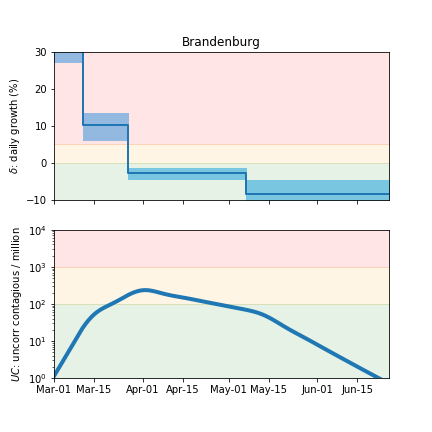 Brandenburg
δ: daily growth (%)
30
20
10
0
−10
UC: uncorr contagious / million
10⁴
10³
10²
10¹
10⁰
Mar-01 Mar-15 Apr-01 Apr-15 May-01 May-15 Jun-01 Jun-15